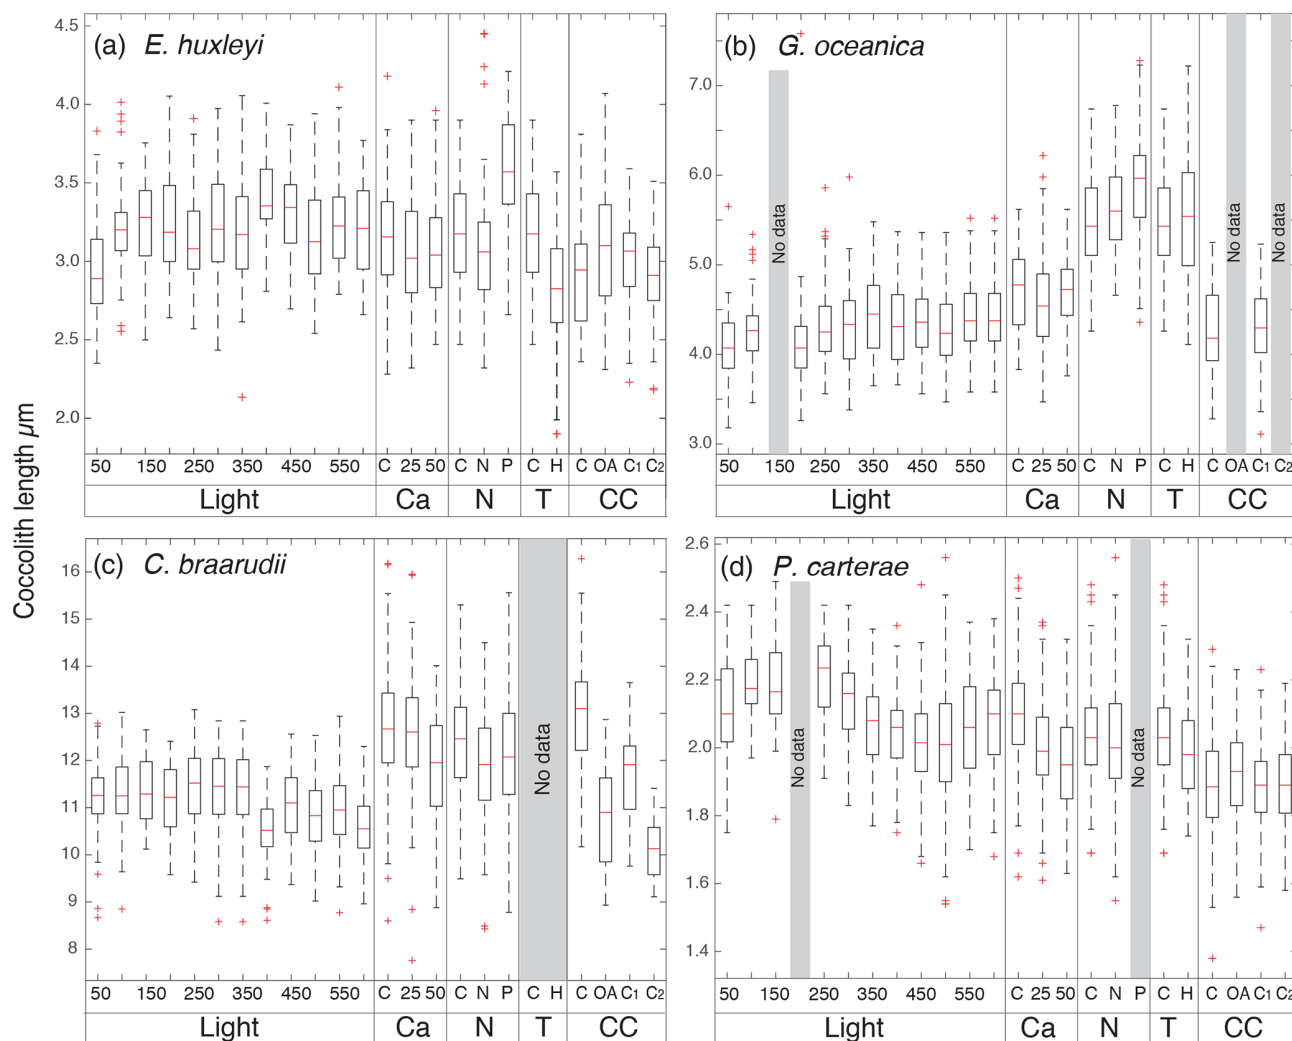 Coccolith length µm
(a) E. huxleyi
4.5
4.0
3.5
3.0
2.5
2.0
50 150 250 350 450 550 C 25 50 C N P C H C OA C1 C2
Light Ca N T CC
(b) G. oceanica
7.0
6.0
5.0
4.0
3.0
No data
No data
No data
50 150 250 350 450 550 C 25 50 C N P C H C OA C1 C2
Light Ca N T CC
(c) C. braarudii
16
15
14
13
12
11
10
9
8
No data
50 150 250 350 450 550 C 25 50 C N P C H C OA C1 C2
Light Ca N T CC
(d) P. carterae
2.6
2.4
2.2
2.0
1.8
1.6
1.4
No data
No data
50 150 250 350 450 550 C 25 50 C N P C H C OA C1 C2
Light Ca N T CC